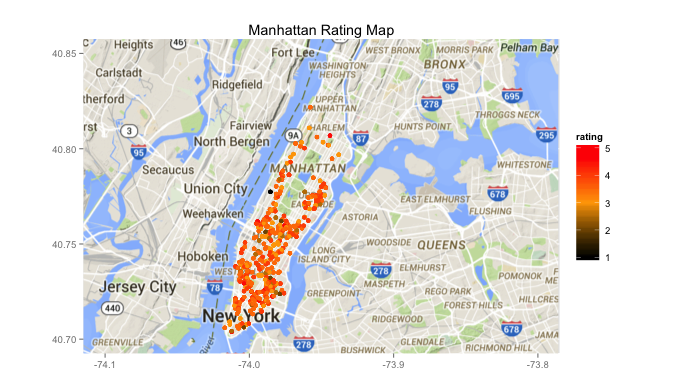 Manhattan Rating Map
40.85
40.80
40.75
40.70
-74.1
-74.0
-73.9
-73.8
Heights
46
Fort Lee
WEST BRONX
MORRIS PARK
Pelham Bay
Carlstadt
WASHINGTON
HEIGHTS
BRONX
Ridgefield
95
therford
UPPER
MANHATTAN
278
695
THROGGS NECK
rst
3
Fairview
9A
HARLEM
HUNTS POINT
North Bergen
87
295
95
Secaucus
MANHATTAN
WHITESTONE
Union City
EAST ELMHURST
678
Weehawken
ASTORIA
FLUSHING
Hoboken
LONG
ISLAND CITY
WOODSIDE
QUEENS
WEST
278
ELMHURST
Jersey City
78
MASPETH
POMONOK
440
GREENPOINT
REGO PARK
HILLCRES
FOREST HILLS
New York
RIDGEWOOD
678
JAMA
GREENVILLE
River
278
BUSHWICK
GLENDALE
RICHMOND HILL
rating
5
4
3
2
1